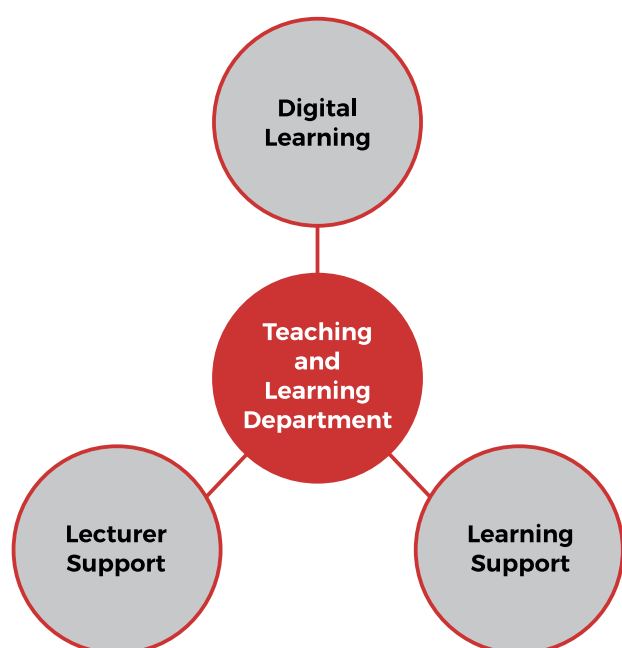 Digital
Learning
Teaching
and
Learning
Department
Lecturer
Support
Learning
Support